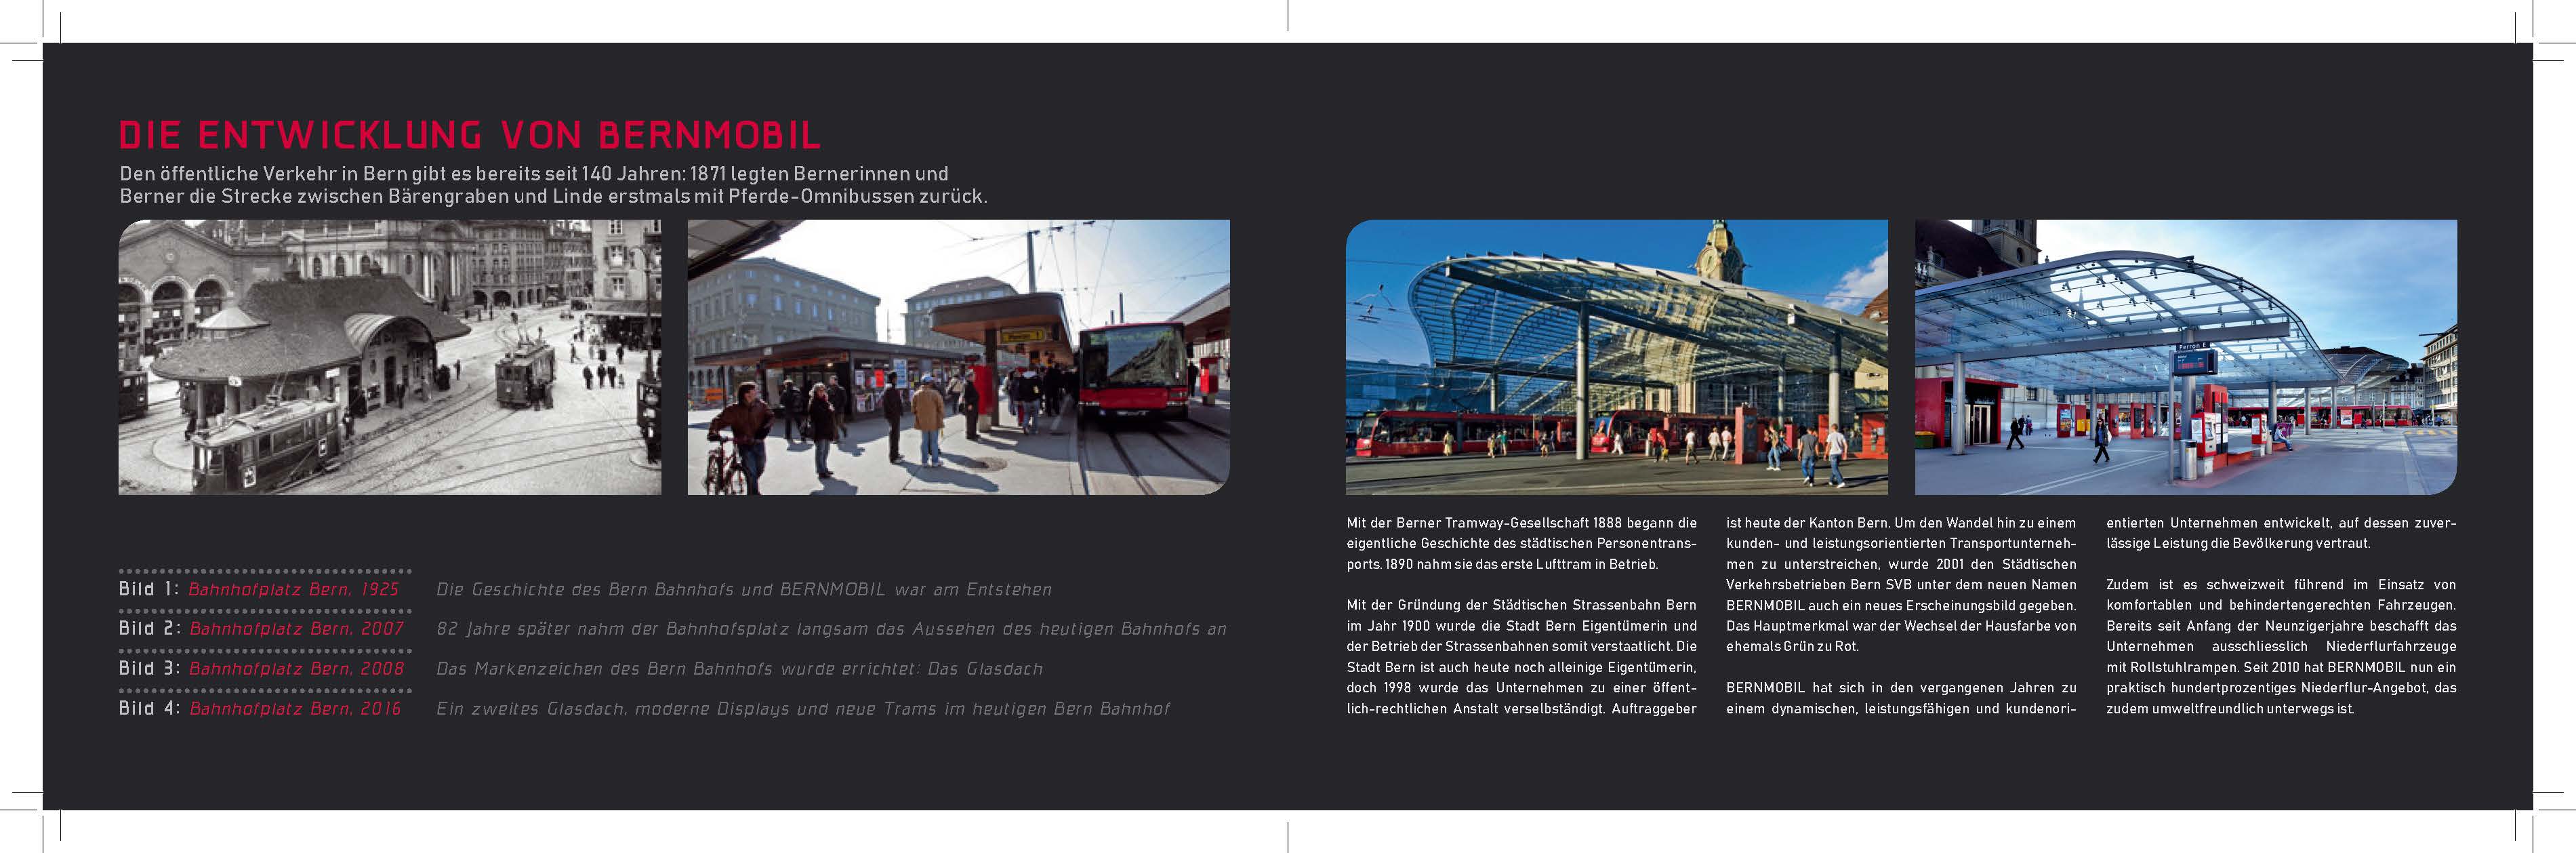 DIE ENTWICKLUNG VON BERNMOBIL
Den öffentliche Verkehr in Bern gibt es bereits seit 140 Jahren: 1871 legten Bernerinnen und
Berner die Strecke zwischen Bärengraben und Linde erstmals mit Pferde-Omnibussen zurück.
Perron E
Bild 1: Bahnhofplatz Bern, 1925 Die Geschichte des Bern Bahnhofs und BERNMOBIL war am Entstehen
Bild 2: Bahnhofplatz Bern, 2007 82 Jahre später nahm der Bahnhofsplatz langsam das Aussehen des heutigen Bahnhofs an
Bild 3: Bahnhofplatz Bern, 2008 Das Markenzeichen des Bern Bahnhofs wurde errichtet: Das Glasdach
Bild 4: Bahnhofplatz Bern, 2016 Ein zweites Glasdach, moderne Displays und neue Trams im heutigen Bern Bahnhof
Mit der Berner Tramway-Gesellschaft 1888 begann die
eigentliche Geschichte des städtischen Personentrans-
ports. 1890 nahm sie das erste Lufttram in Betrieb.
Mit der Gründung der Städtischen Strassenbahn Bern
im Jahr 1900 wurde die Stadt Bern Eigentümerin und
der Betrieb der Strassenbahnen somit verstaatlicht. Die
Stadt Bern ist auch heute noch alleinige Eigentümerin,
doch 1998 wurde das Unternehmen zu einer öffent-
lich-rechtlichen Anstalt verselbständigt. Auftraggeber
ist heute der Kanton Bern. Um den Wandel hin zu einem
kunden- und leistungsorientierten Transportunterneh-
men zu unterstreichen, wurde 2001 den Städtischen
Verkehrsbetrieben Bern SVB unter dem neuen Namen
BERNMOBIL auch ein neues Erscheinungsbild gegeben.
Das Hauptmerkmal war der Wechsel der Hausfarbe von
ehemals Grün zu Rot.
BERNMOBIL hat sich in den vergangenen Jahren zu
einem dynamischen, leistungsfähigen und kundenori-
entierten Unternehmen entwickelt, auf dessen zuver-
lässige Leistung die Bevölkerung vertraut.
Zudem ist es schweizweit führend im Einsatz von
komfortablen und behindertengerechten Fahrzeugen.
Bereits seit Anfang der Neunzigerjahre beschafft das
Unternehmen ausschliesslich Niederflurfahrzeuge
mit Rollstuhlrampen. Seit 2010 hat BERNMOBIL nun ein
praktisch hundertprozentiges Niederflur-Angebot, das
zudem umweltfreundlich unterwegs ist.